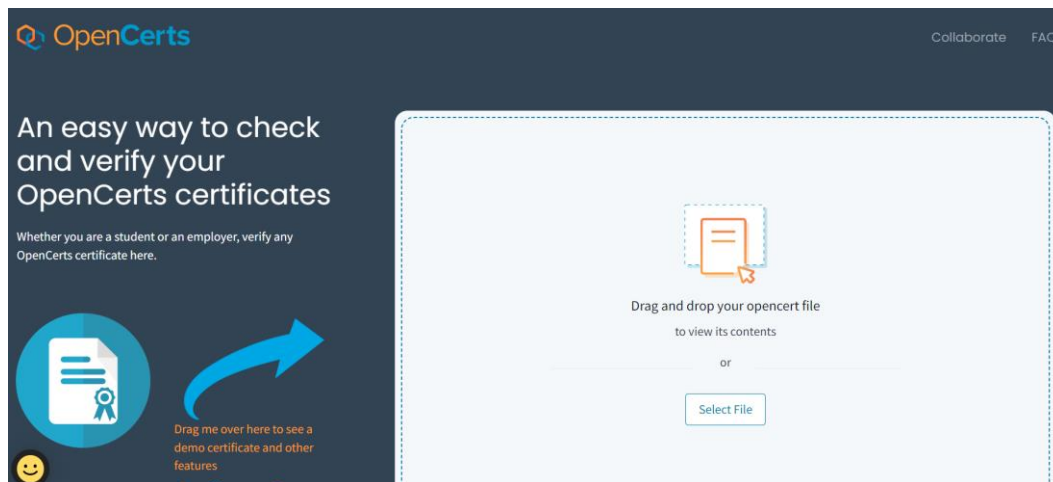 OpenCerts
Collaborate FAQ
An easy way to check
and verify your
OpenCerts certificates
Whether you are a student or an employer, verify any
OpenCerts certificate here.
Drag me over here to see a
demo certificate and other
features
Drag and drop your opencert file
to view its contents
or
Select File